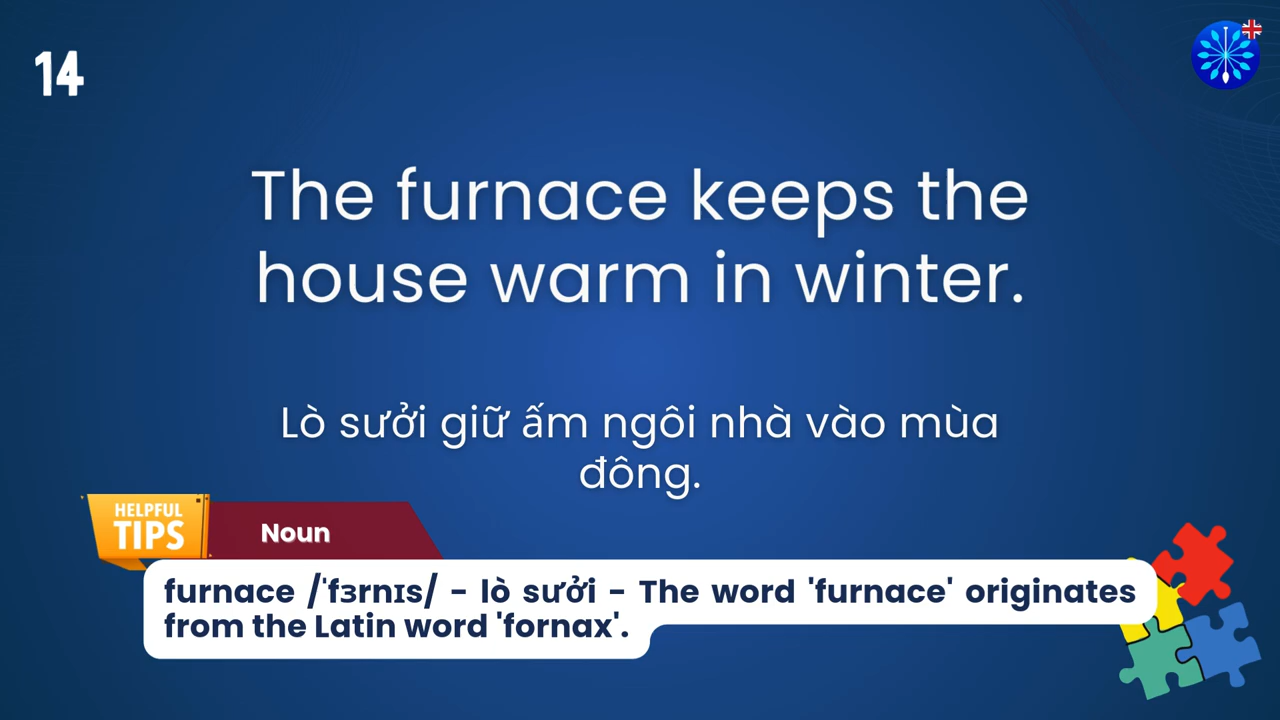 14
The furnace keeps the
house warm in winter.
Lò sưởi giữ ấm ngôi nhà vào mùa
đông.
HELPFUL
TIPS
Noun
furnace /'fɜrnɪs/ - lò sưởi - The word 'furnace' originates
from the Latin word 'fornax'.